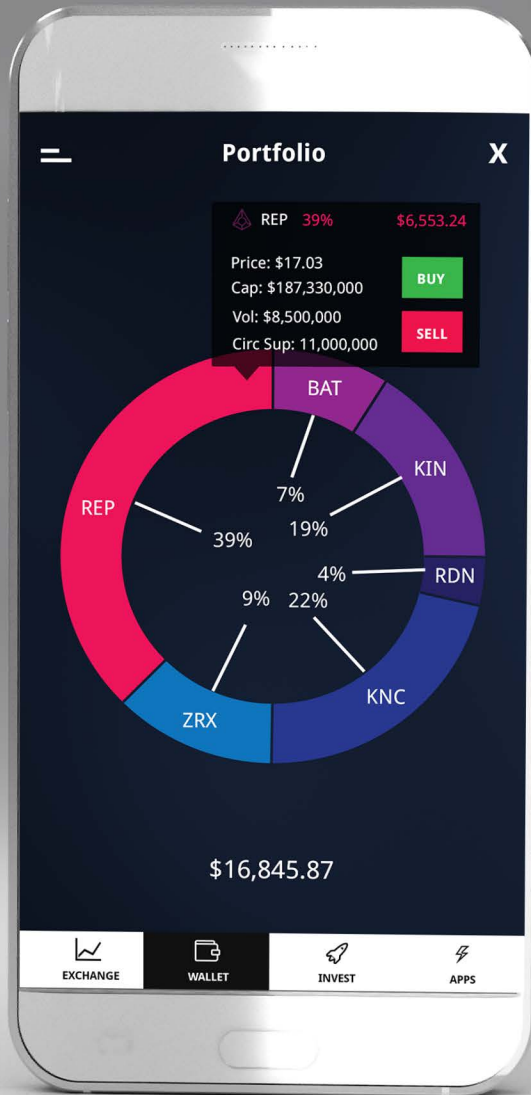 Portfolio X
REP 39% $6,553.24
Price: $17.03
BUY
Cap: $187,330,000
Vol: $8,500,000
SELL
Circ Sup: 11,000,000
BAT
KIN
7%
REP
19%
39%
4%
RDN
9%
22%
KNC
ZRX
$16,845.87
EXCHANGE WALLET INVEST APPS